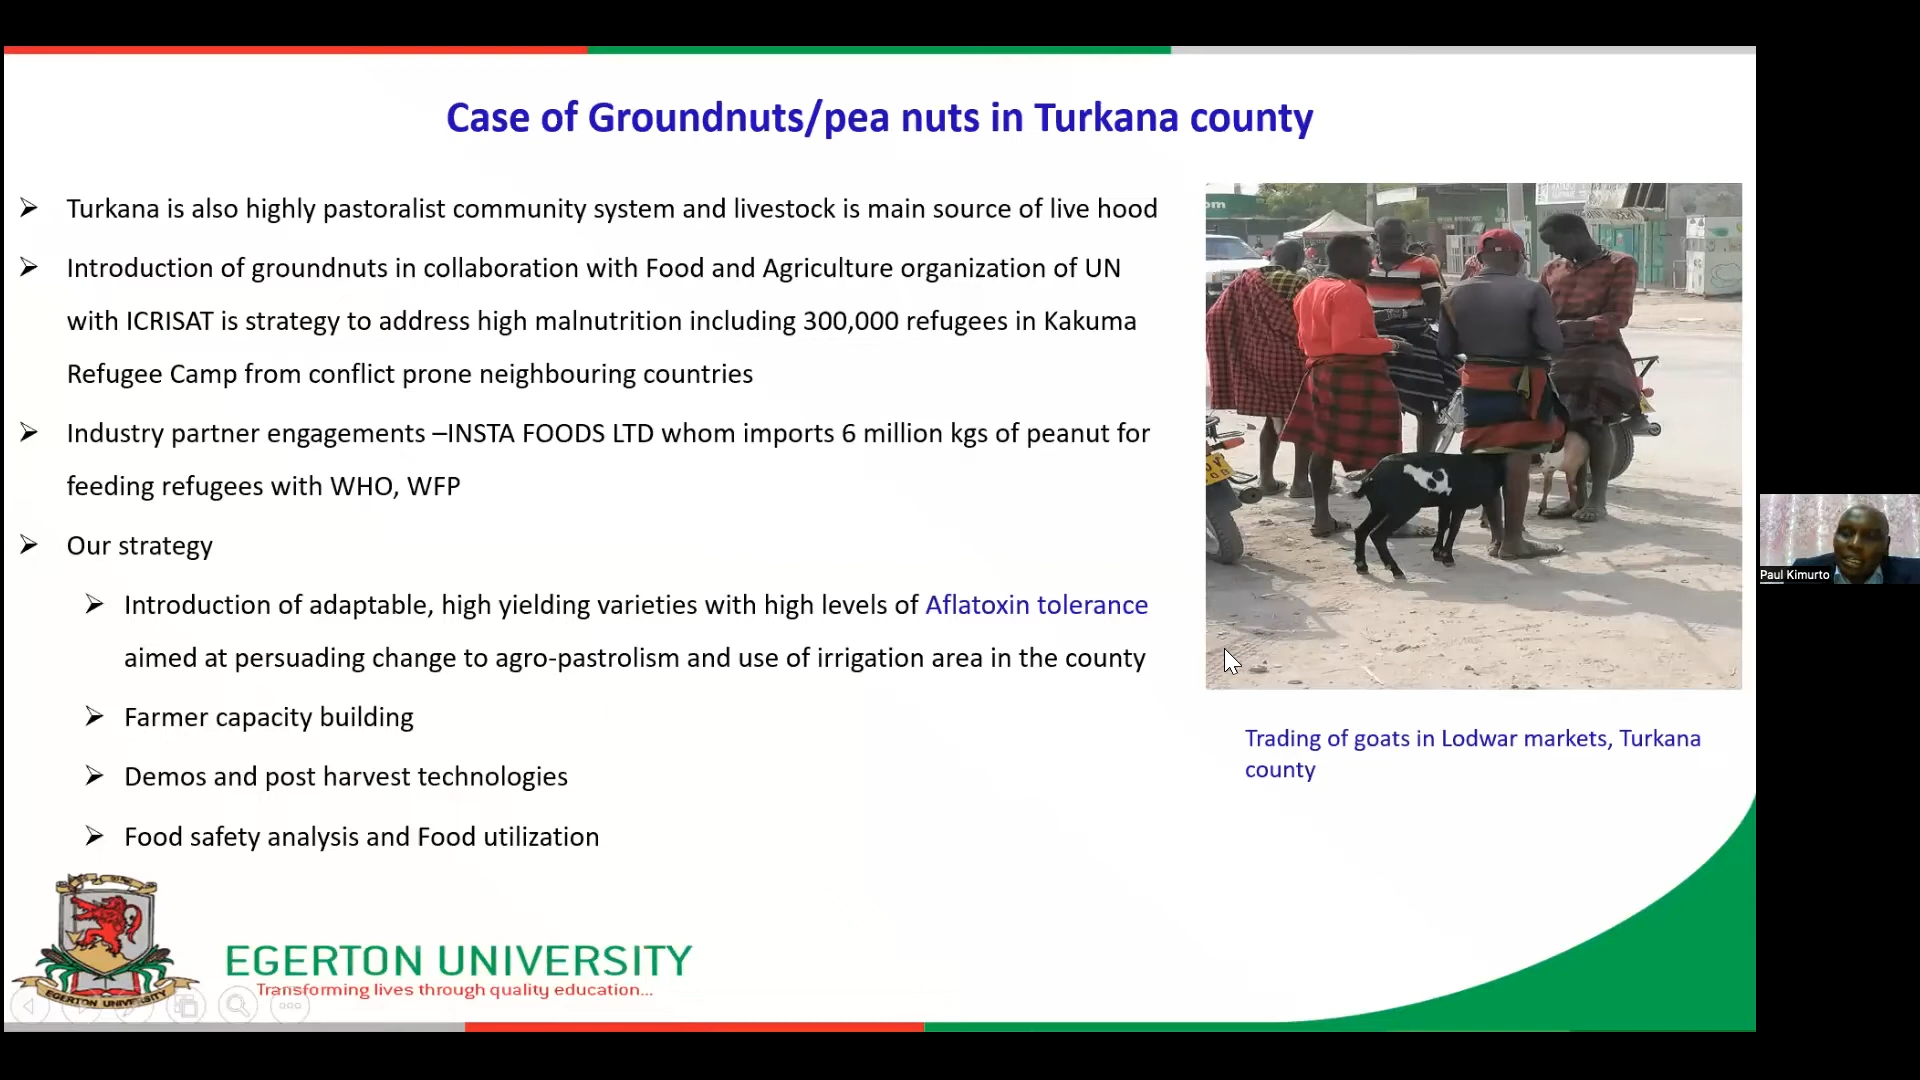 Case of Groundnuts/pea nuts in Turkana county
➢ Turkana is also highly pastoralist community system and livestock is main source of live hood
➢ Introduction of groundnuts in collaboration with Food and Agriculture organization of UN
with ICRISAT is strategy to address high malnutrition including 300,000 refugees in Kakuma
Refugee Camp from conflict prone neighbouring countries
➢ Industry partner engagements –INSTA FOODS LTD whom imports 6 million kgs of peanut for
feeding refugees with WHO, WFP
➢ Our strategy
➢ Introduction of adaptable, high yielding varieties with high levels of Aflatoxin tolerance
aimed at persuading change to agro-pastrolism and use of irrigation area in the county
➢ Farmer capacity building
➢ Demos and post harvest technologies
➢ Food safety analysis and Food utilization
Trading of goats in Lodwar markets, Turkana
county
Paul Kimurto
EGERTON UNIVERSITY
EGERTON UNIVERSITY
Transforming lives through quality education...